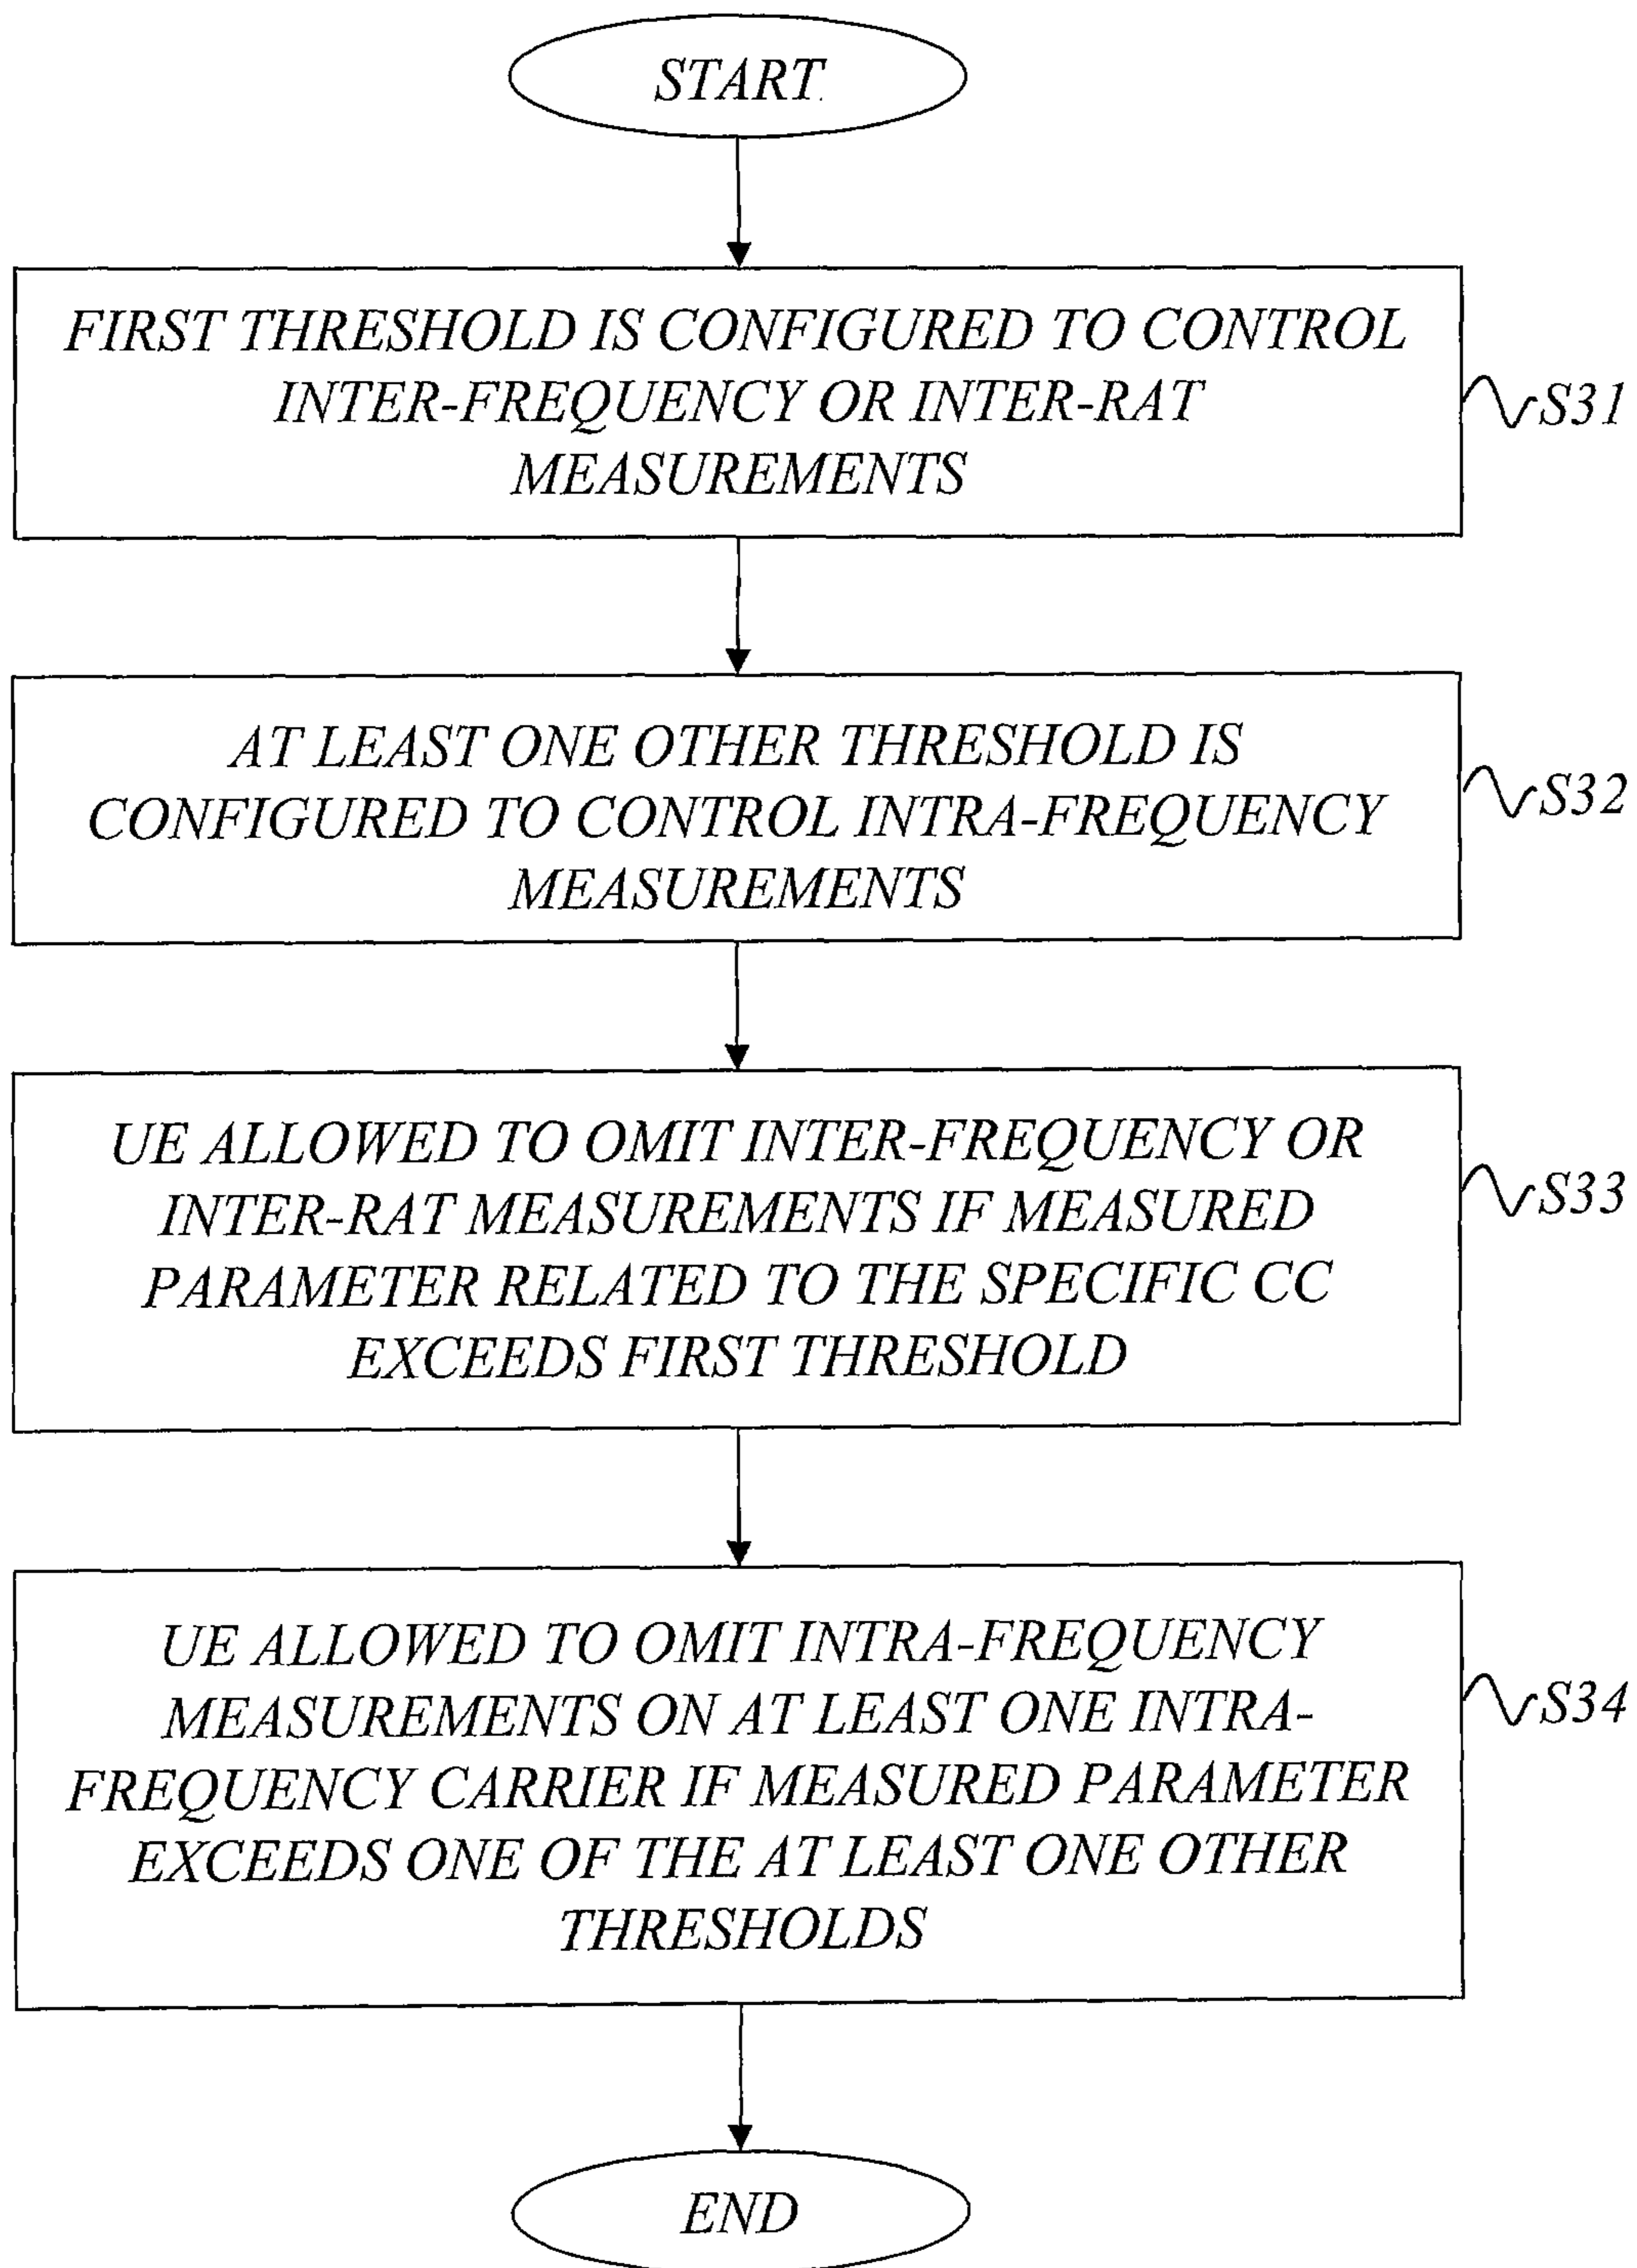 START
FIRST THRESHOLD IS CONFIGURED TO CONTROL
INTER-FREQUENCY OR INTER-RAT
MEASUREMENTS
S31
AT LEAST ONE OTHER THRESHOLD IS
CONFIGURED TO CONTROL INTRA-FREQUENCY
MEASUREMENTS
S32
UE ALLOWED TO OMIT INTER-FREQUENCY OR
INTER-RAT MEASUREMENTS IF MEASURED
PARAMETER RELATED TO THE SPECIFIC CC
EXCEEDS FIRST THRESHOLD
S33
UE ALLOWED TO OMIT INTRA-FREQUENCY
MEASUREMENTS ON AT LEAST ONE INTRA-
FREQUENCY CARRIER IF MEASURED PARAMETER
EXCEEDS ONE OF THE AT LEAST ONE OTHER
THRESHOLDS
S34
END